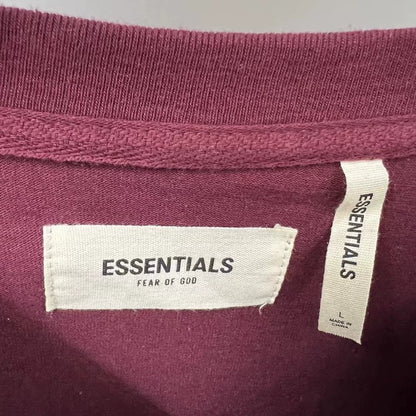 ESSENTIALS
FEAR OF GOD
ESSENTIALS
L
MADE IN
CHINA